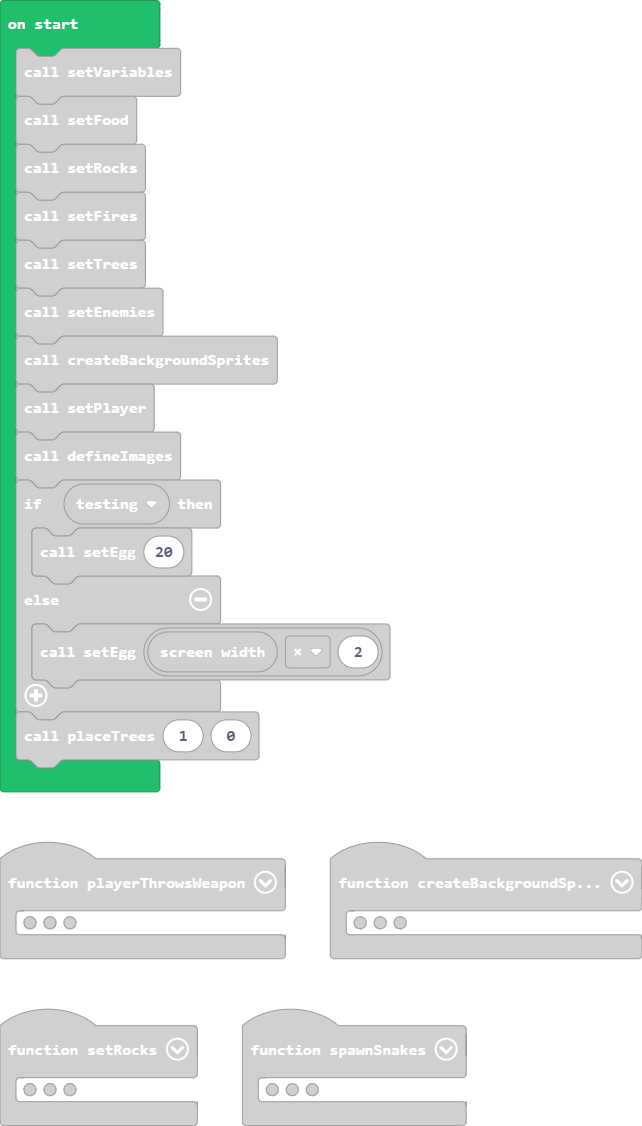 on start
call setVariables
call setFood
call setRocks
call setFires
call setTrees
call setEnemies
call createBackgroundSprites
call setPlayer
call defineImages
if testing then
call setEgg 20
else
call setEgg screen width × 2
call placeTrees 1 0
function playerThrowsWeapon
function createBackgroundSp...
function setRocks
function spawnSnakes